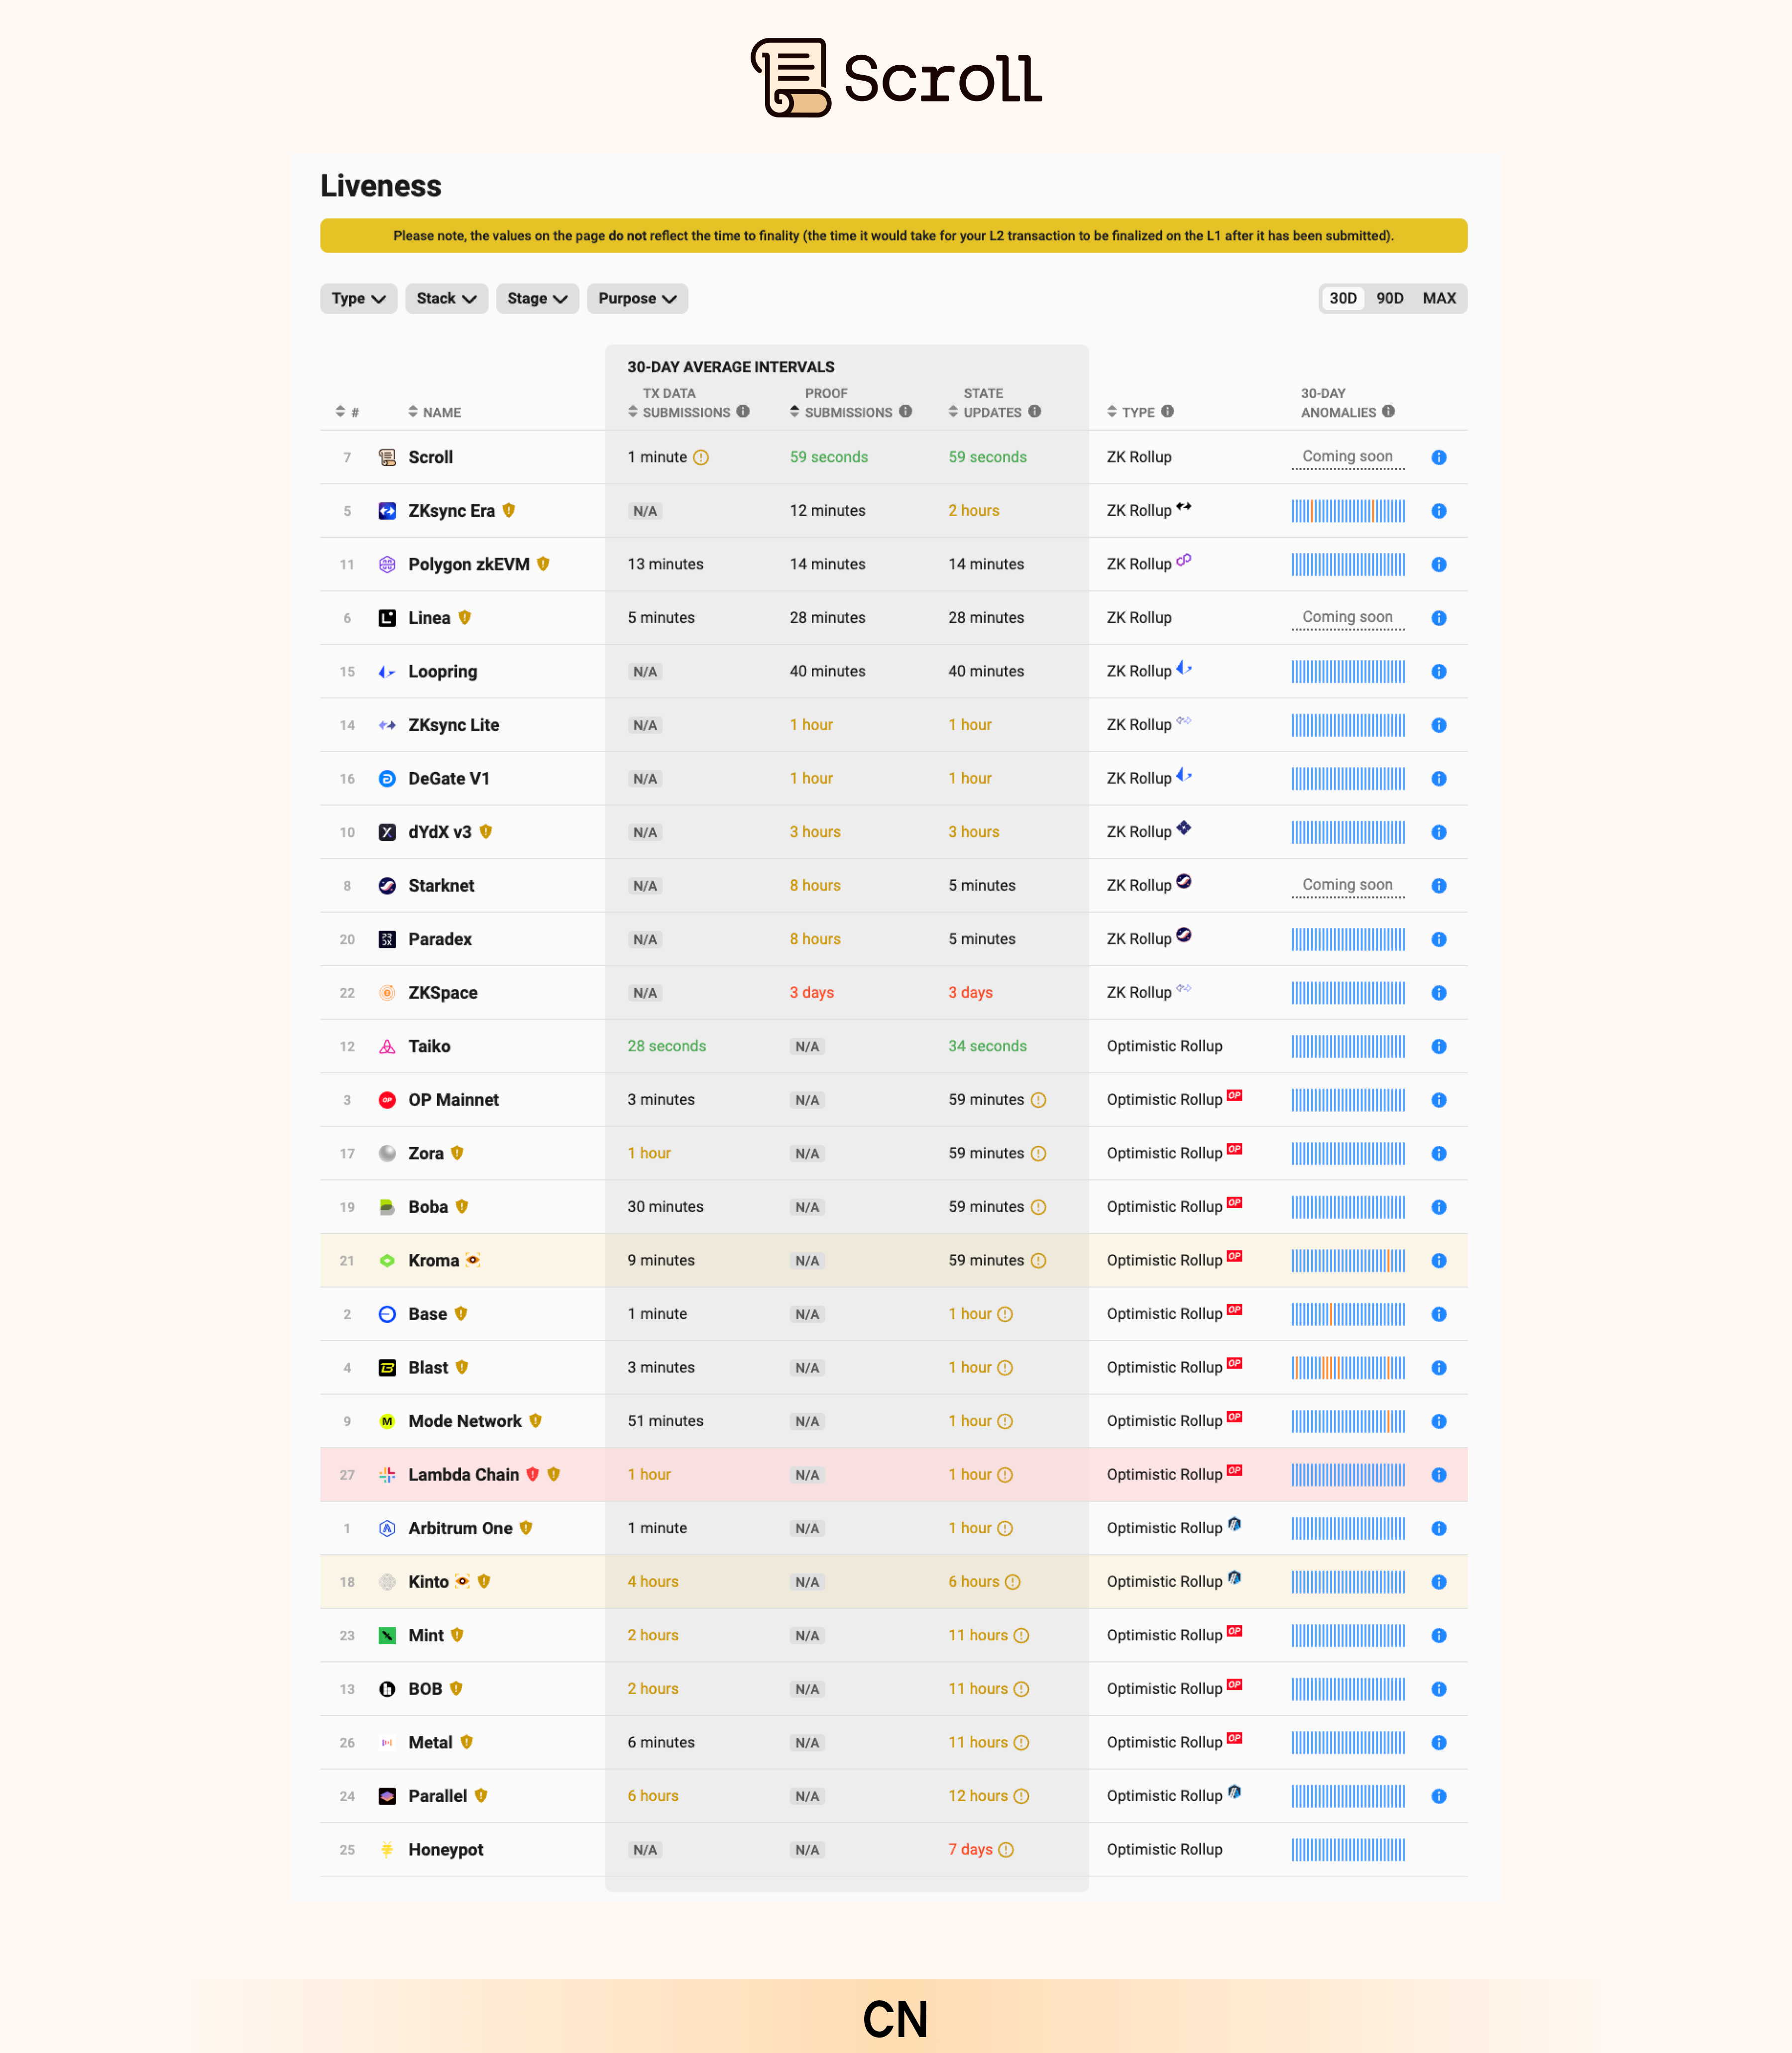 Scroll
Liveness
Please note, the values on the page do not reflect the time to finality (the time it would take for your L2 transaction to be finalized on the L1 after it has been submitted).
Type Stack Stage Purpose 30D 90D MAX
30-DAY AVERAGE INTERVALS
# NAME TX DATA SUBMISSIONS PROOF SUBMISSIONS STATE UPDATES TYPE 30-DAY ANOMALIES
7 Scroll 1 minute 59 seconds 59 seconds ZK Rollup Coming soon
5 ZKsync Era N/A 12 minutes 2 hours ZK Rollup
11 Polygon zkEVM 13 minutes 14 minutes 14 minutes ZK Rollup
6 Linea 5 minutes 28 minutes 28 minutes ZK Rollup Coming soon
15 Loopring N/A 40 minutes 40 minutes ZK Rollup
14 ZKsync Lite N/A 1 hour 1 hour ZK Rollup
16 DeGate V1 N/A 1 hour 1 hour ZK Rollup
10 dYdX v3 N/A 3 hours 3 hours ZK Rollup
8 Starknet N/A 8 hours 5 minutes ZK Rollup Coming soon
20 Paradex N/A 8 hours 5 minutes ZK Rollup
22 ZKSpace N/A 3 days 3 days ZK Rollup
12 Taiko 28 seconds N/A 34 seconds Optimistic Rollup
3 OP Mainnet 3 minutes N/A 59 minutes Optimistic Rollup OP
17 Zora 1 hour N/A 59 minutes Optimistic Rollup OP
19 Boba 30 minutes N/A 59 minutes Optimistic Rollup OP
21 Kroma 9 minutes N/A 59 minutes Optimistic Rollup OP
2 Base 1 minute N/A 1 hour Optimistic Rollup OP
4 Blast 3 minutes N/A 1 hour Optimistic Rollup OP
9 Mode Network 51 minutes N/A 1 hour Optimistic Rollup OP
27 Lambda Chain 1 hour N/A 1 hour Optimistic Rollup OP
1 Arbitrum One 1 minute N/A 1 hour Optimistic Rollup
18 Kinto 4 hours N/A 6 hours Optimistic Rollup
23 Mint 2 hours N/A 11 hours Optimistic Rollup OP
13 BOB 2 hours N/A 11 hours Optimistic Rollup OP
26 Metal 6 minutes N/A 11 hours Optimistic Rollup OP
24 Parallel 6 hours N/A 12 hours Optimistic Rollup
25 Honeypot N/A N/A 7 days Optimistic Rollup
CN